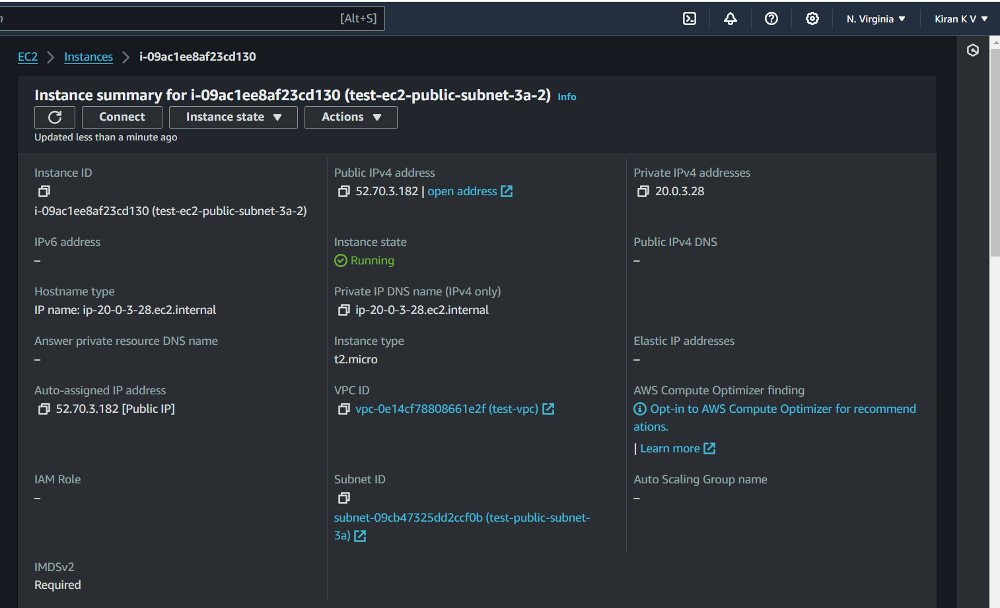 [Alt+S]
N. Virginia
Kiran K V
EC2
Instances
i-09ac1ee8af23cd130
Instance summary for i-09ac1ee8af23cd130 (test-ec2-public-subnet-3a-2)
Info
Connect
Instance state
Actions
Updated less than a minute ago
Instance ID
i-09ac1ee8af23cd130 (test-ec2-public-subnet-3a-2)
Public IPv4 address
52.70.3.182 | open address
Private IPv4 addresses
20.0.3.28
IPv6 address
–
Instance state
Running
Public IPv4 DNS
–
Hostname type
IP name: ip-20-0-3-28.ec2.internal
Private IP DNS name (IPv4 only)
ip-20-0-3-28.ec2.internal
Answer private resource DNS name
–
Instance type
t2.micro
Elastic IP addresses
–
Auto-assigned IP address
52.70.3.182 [Public IP]
VPC ID
vpc-0e14cf78808661e2f (test-vpc)
AWS Compute Optimizer finding
Opt-in to AWS Compute Optimizer for recommend
ations.
| Learn more
IAM Role
–
Subnet ID
subnet-09cb47325dd2ccf0b (test-public-subnet-
3a)
Auto Scaling Group name
–
IMDSv2
Required